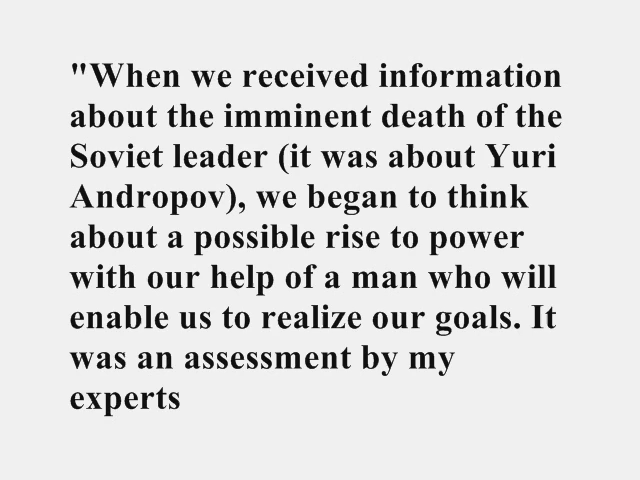 "When we received information
about the imminent death of the
Soviet leader (it was about Yuri
Andropov), we began to think
about a possible rise to power
with our help of a man who will
enable us to realize our goals. It
was an assessment by my
experts